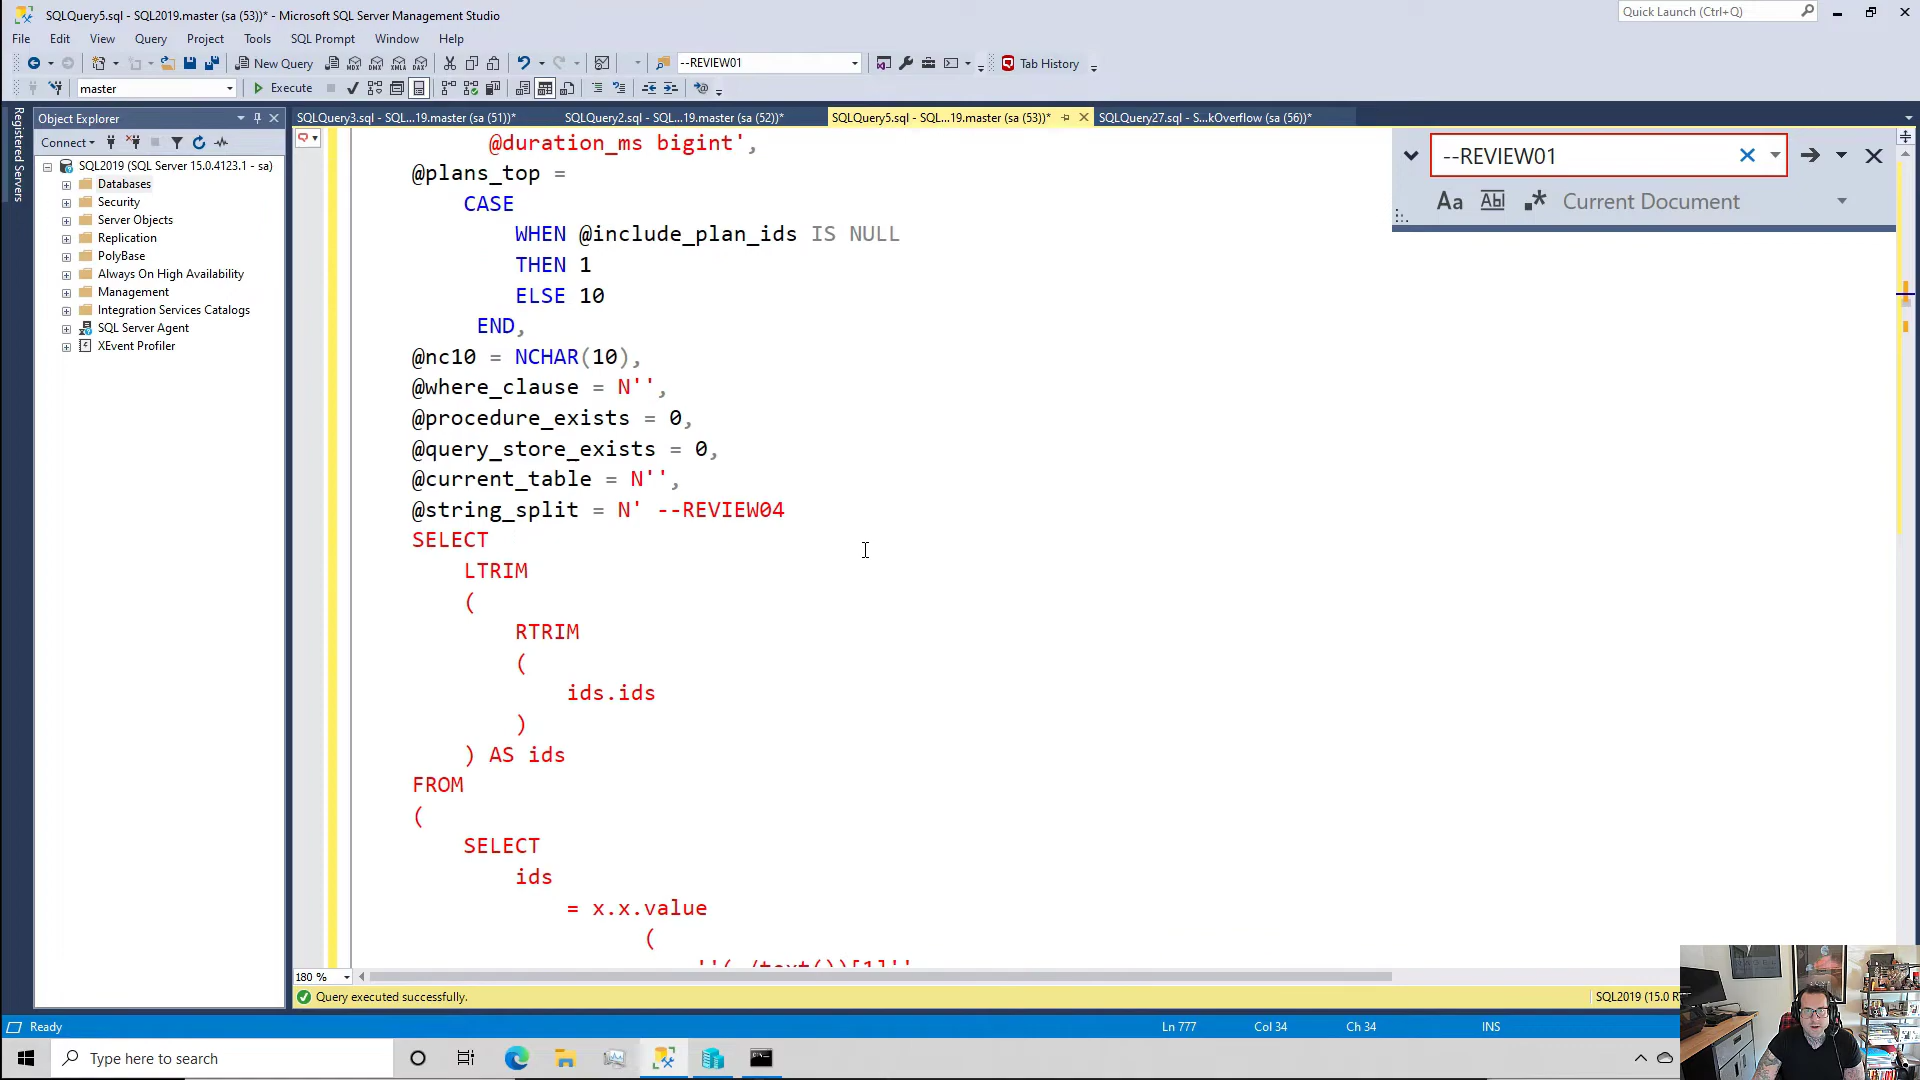 SQLQuery5.sql - SQL2019.master (sa (53))* - Microsoft SQL Server Management Studio
Quick Launch (Ctrl+Q)
File Edit View Query Project Tools SQL Prompt Window Help
New Query
--REVIEW01
Tab History
master
Execute
Registered Servers
Object Explorer
SQLQuery3.sql - SQL...19.master (sa (51))*
SQLQuery2.sql - SQL...19.master (sa (52))*
SQLQuery5.sql - SQL...19.master (sa (53))*
SQLQuery27.sql - S...kOverflow (sa (56))*
Connect
SQL2019 (SQL Server 15.0.4123.1 - sa)
Databases
Security
Server Objects
Replication
PolyBase
Always On High Availability
Management
Integration Services Catalogs
SQL Server Agent
XEvent Profiler
--REVIEW01
Aa Abl .* Current Document
@duration_ms bigint',
@plans_top =
CASE
WHEN @include_plan_ids IS NULL
THEN 1
ELSE 10
END,
@nc10 = NCHAR(10),
@where_clause = N'',
@procedure_exists = 0,
@query_store_exists = 0,
@current_table = N'',
@string_split = N' --REVIEW04
SELECT
LTRIM
(
RTRIM
(
ids.ids
)
) AS ids
FROM
(
SELECT
ids
= x.x.value
(
''(./text())[1]''
180 %
Query executed successfully.
SQL2019 (15.0 R
Ready
Ln 777
Col 34
Ch 34
INS
Type here to search